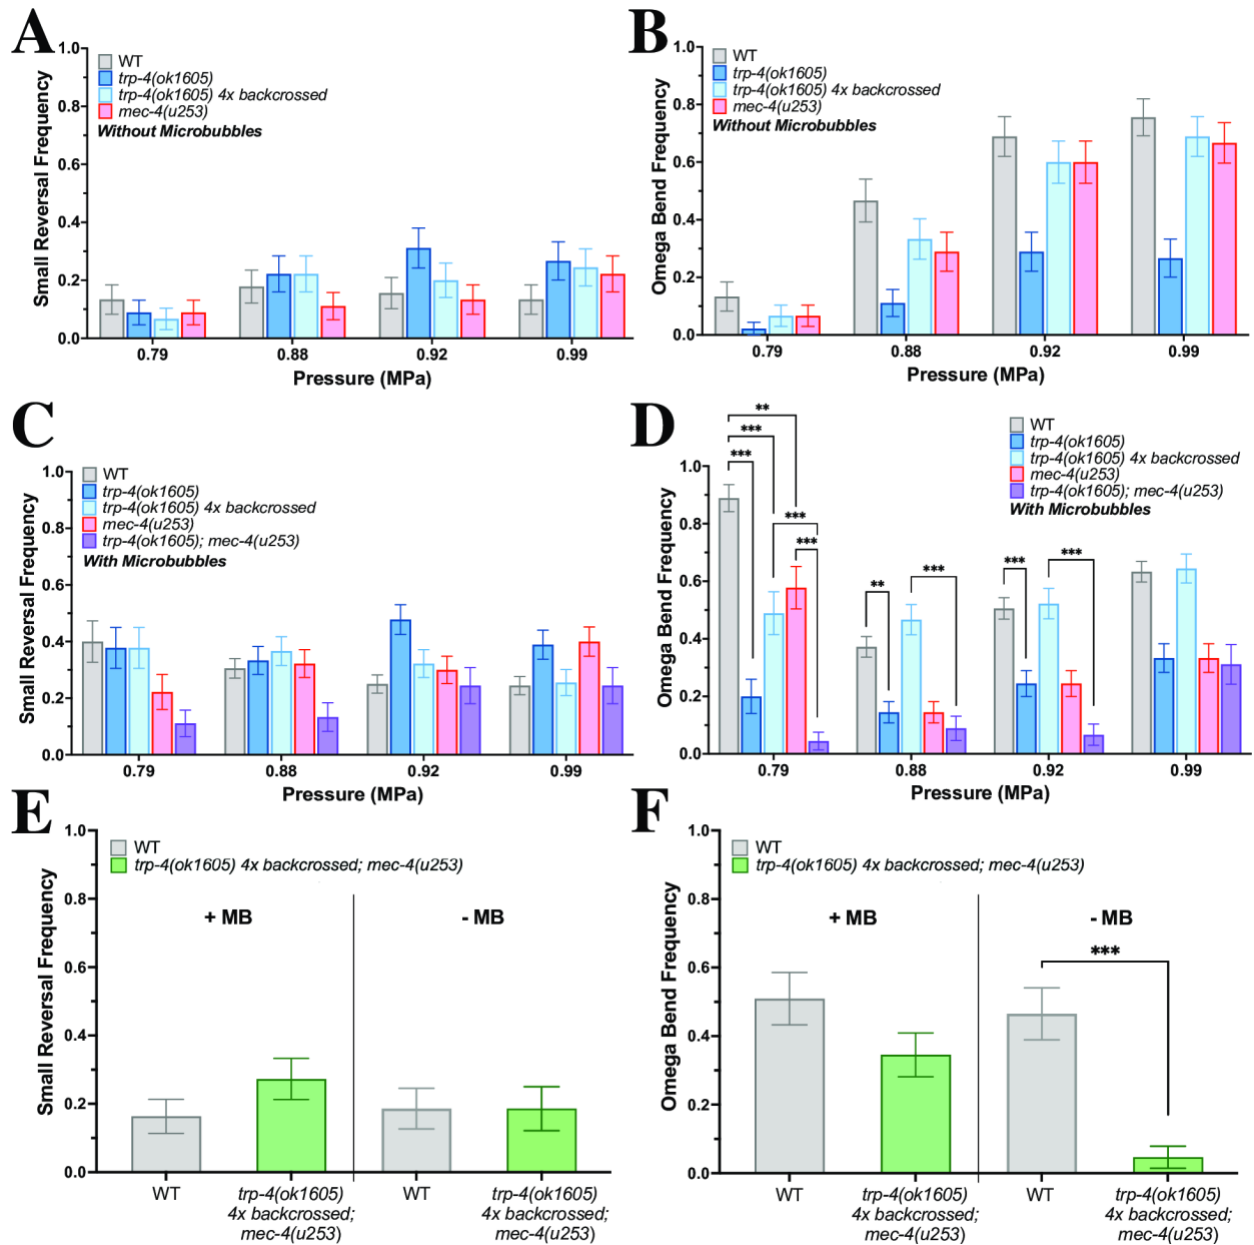 A
1.0
0.8
0.6
0.4
0.2
0.0
Small Reversal Frequency
WT
trp-4(ok1605)
trp-4(ok1605) 4x backcrossed
mec-4(u253)
Without Microbubbles
0.79 0.88 0.92 0.99
Pressure (MPa)
B
1.0
0.8
0.6
0.4
0.2
0.0
Omega Bend Frequency
WT
trp-4(ok1605)
trp-4(ok1605) 4x backcrossed
mec-4(u253)
Without Microbubbles
0.79 0.88 0.92 0.99
Pressure (MPa)
C
1.0
0.8
0.6
0.4
0.2
0.0
Small Reversal Frequency
WT
trp-4(ok1605)
trp-4(ok1605) 4x backcrossed
mec-4(u253)
trp-4(ok1605); mec-4(u253)
With Microbubbles
0.79 0.88 0.92 0.99
Pressure (MPa)
D
1.0
0.8
0.6
0.4
0.2
0.0
Omega Bend Frequency
WT
trp-4(ok1605)
trp-4(ok1605) 4x backcrossed
mec-4(u253)
trp-4(ok1605); mec-4(u253)
With Microbubbles
**
***
***
***
***
**
***
***
***
0.79 0.88 0.92 0.99
Pressure (MPa)
E
1.0
0.8
0.6
0.4
0.2
0.0
Small Reversal Frequency
WT
trp-4(ok1605) 4x backcrossed; mec-4(u253)
+ MB - MB
WT trp-4(ok1605) WT trp-4(ok1605)
4x backcrossed; 4x backcrossed;
mec-4(u253) mec-4(u253)
F
1.0
0.8
0.6
0.4
0.2
0.0
Omega Bend Frequency
WT
trp-4(ok1605) 4x backcrossed; mec-4(u253)
+ MB - MB
***
WT trp-4(ok1605) WT trp-4(ok1605)
4x backcrossed; 4x backcrossed;
mec-4(u253) mec-4(u253)